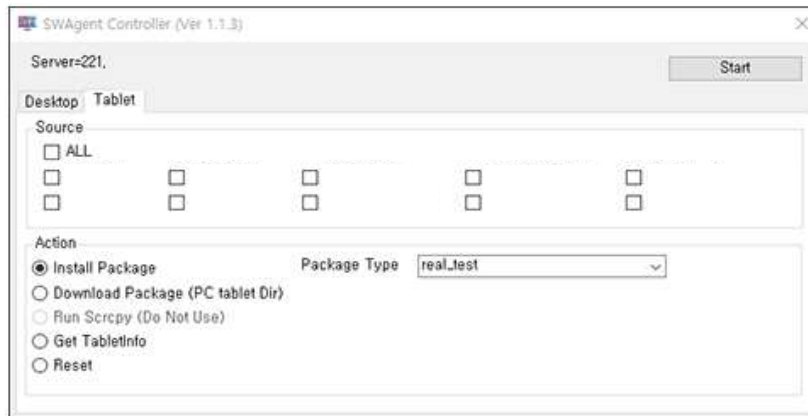 SWAgent Controller (Ver 1.1.3)
Server=221,
Start
Desktop Tablet
Source
ALL
Action
Install Package
Package Type real_test
Download Package (PC tablet Dir)
Run Scrcpy (Do Not Use)
Get TabletInfo
Reset